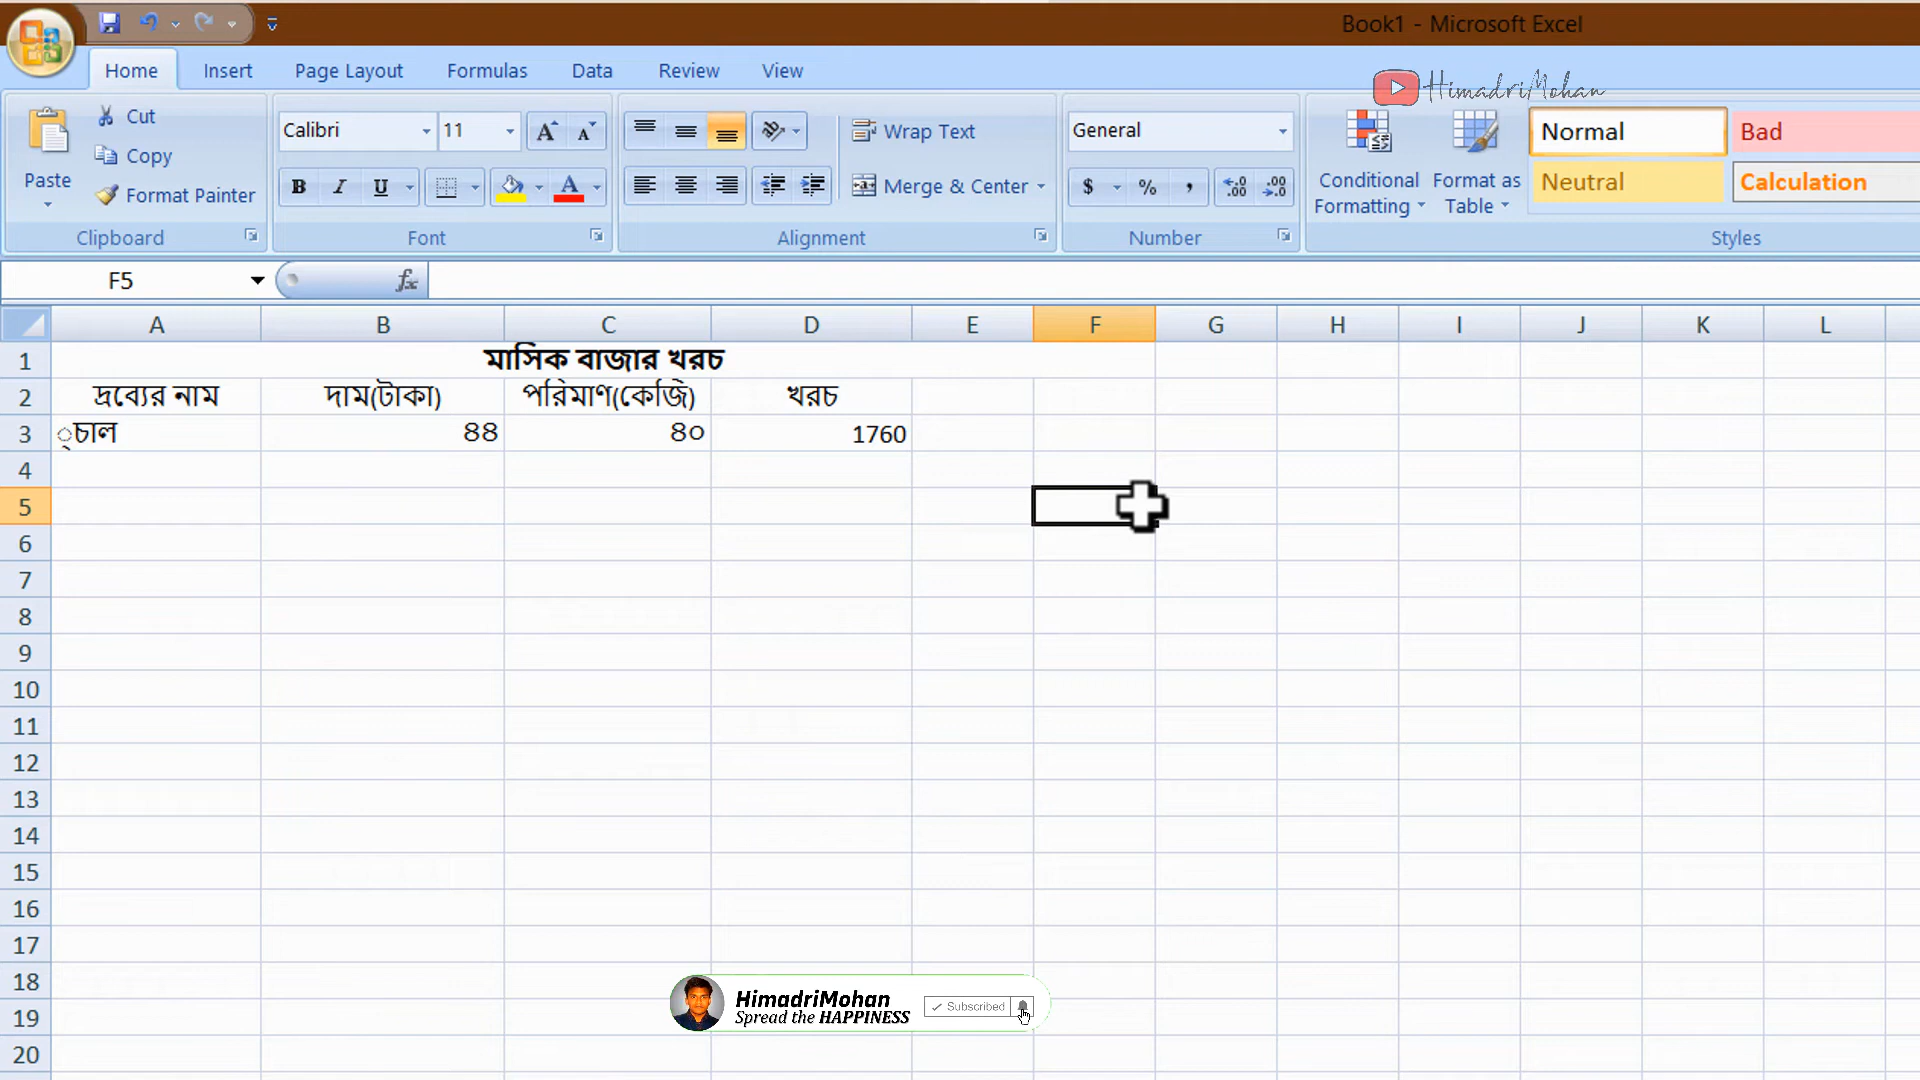 Book1 - Microsoft Excel
Home Insert Page Layout Formulas Data Review View
HimadriMohan
Cut
Copy
Format Painter
Paste
Clipboard
Calibri 11
B I U
Font
Wrap Text
Merge & Center
Alignment
General
$ % ,
Number
Conditional Formatting
Format as Table
Normal Bad
Neutral Calculation
Styles
F5 fx
A B C D E F G H I J K L
1 মাসিক বাজার খরচ
2 দ্রব্যের নাম দাম(টাকা) পরিমাণ(কেজি) খরচ
3 ্চাল ৪৪ ৪০ 1760
4
5
6
7
8
9
10
11
12
13
14
15
16
17
18
19
20
HimadriMohan
Spread the HAPPINESS
Subscribed